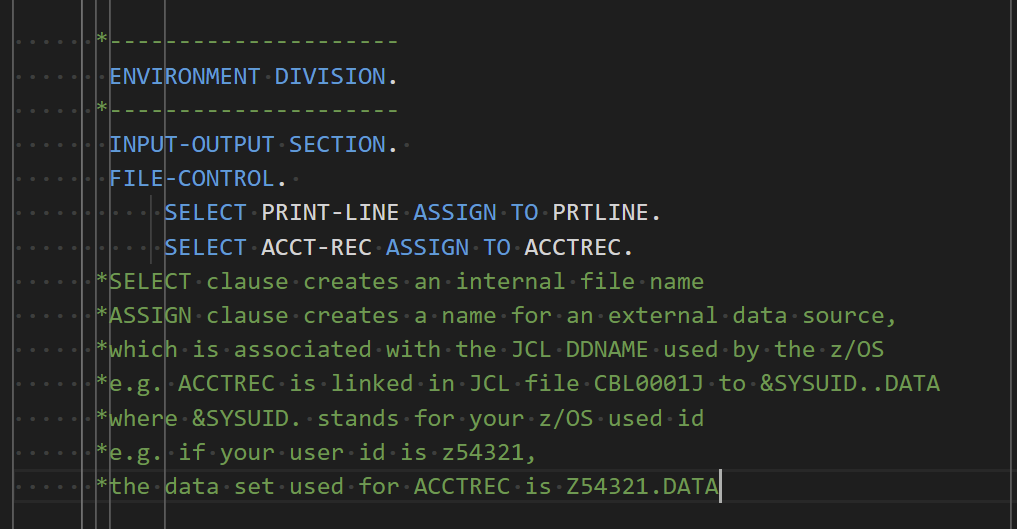 *---------------------
ENVIRONMENT DIVISION.
*---------------------
INPUT-OUTPUT SECTION.
FILE-CONTROL.
SELECT PRINT-LINE ASSIGN TO PRTLINE.
SELECT ACCT-REC ASSIGN TO ACCTREC.
*SELECT clause creates an internal file name
*ASSIGN clause creates a name for an external data source,
*which is associated with the JCL DDNAME used by the z/OS
*e.g. ACCTREC is linked in JCL file CBL0001J to &SYSUID..DATA
*where &SYSUID. stands for your z/OS used id
*e.g. if your user id is z54321,
*the data set used for ACCTREC is Z54321.DATA